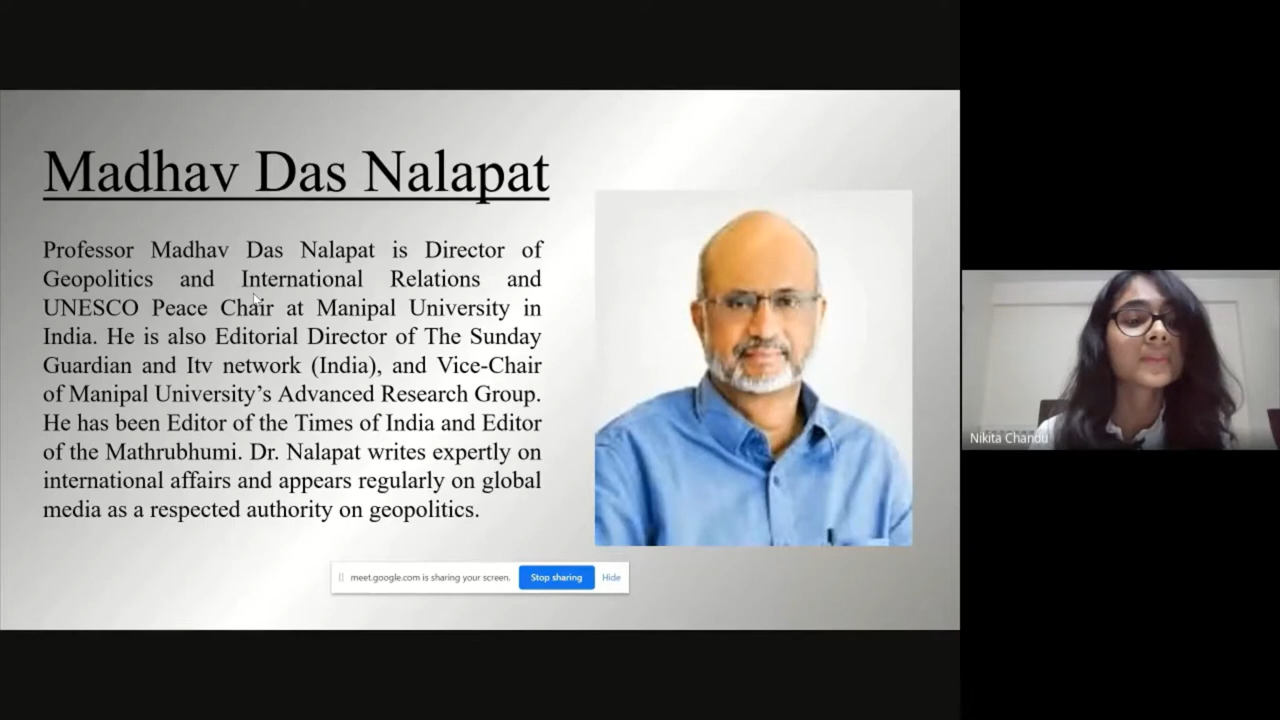 Madhav Das Nalapat
Professor Madhav Das Nalapat is Director of
Geopolitics and International Relations and
UNESCO Peace Chair at Manipal University in
India. He is also Editorial Director of The Sunday
Guardian and Itv network (India), and Vice-Chair
of Manipal University’s Advanced Research Group.
He has been Editor of the Times of India and Editor
of the Mathrubhumi. Dr. Nalapat writes expertly on
international affairs and appears regularly on global
media as a respected authority on geopolitics.
meet.google.com is sharing your screen. Stop sharing Hide
Nikita Chandu